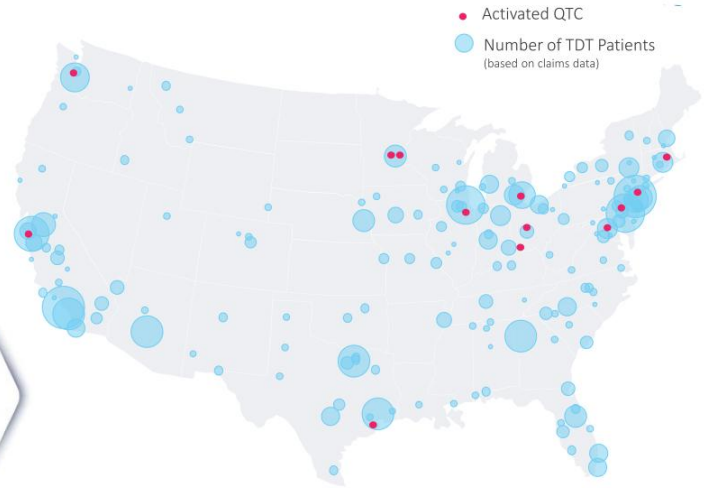 Activated QTC
Number of TDT Patients
(based on claims data)